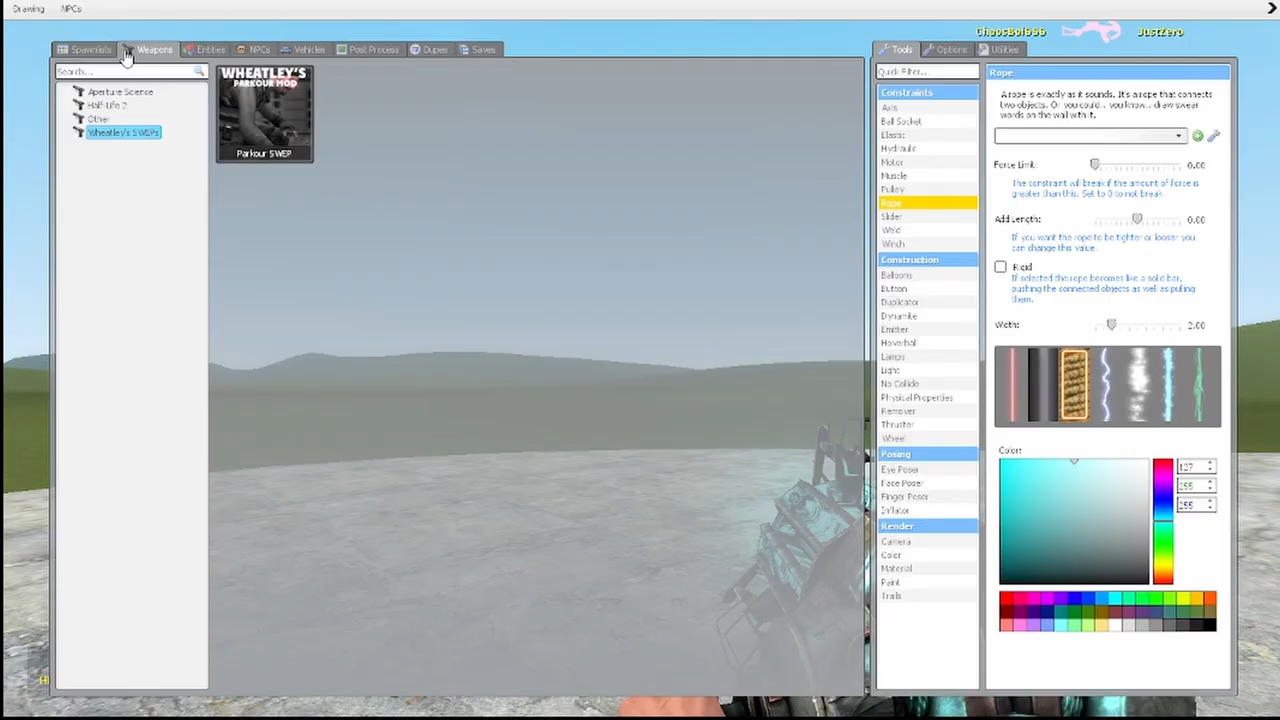 Drawing NPCs
ChaosBoi666 JustZero
Spawnlists Weapons Entities NPCs Vehicles Post Process Dupes Saves
Search...
Aperture Science
Half-Life 2
Other
Wheatley's SWEPs
WHEATLEY'S
PARKOUR MOD
Parkour SWEP
Tools Options Utilities
Quick Filter...
Constraints
Axis
Ball Socket
Elastic
Hydraulic
Motor
Muscle
Pulley
Rope
Slider
Weld
Winch
Construction
Balloons
Button
Duplicator
Dynamite
Emitter
Hoverball
Lamps
Light
No Collide
Physical Properties
Remover
Thruster
Wheel
Posing
Eye Poser
Face Poser
Finger Poser
Inflator
Render
Camera
Color
Material
Paint
Trails
Rope
A rope is exactly as it sounds. It's a rope that connects
two objects. Or you could.. you know.. draw swear
words on the wall with it.
Force Limit: 0.00
The constraint will break if the amount of force is
greater than this. Set to 0 to not break.
Add Length: 0.00
If you want the rope to be tighter or looser you
can change this value.
Rigid
If selected the rope becomes like a solid bar,
pushing the connected objects as well as pulling
them.
Width: 2.00
Color:
127
255
255